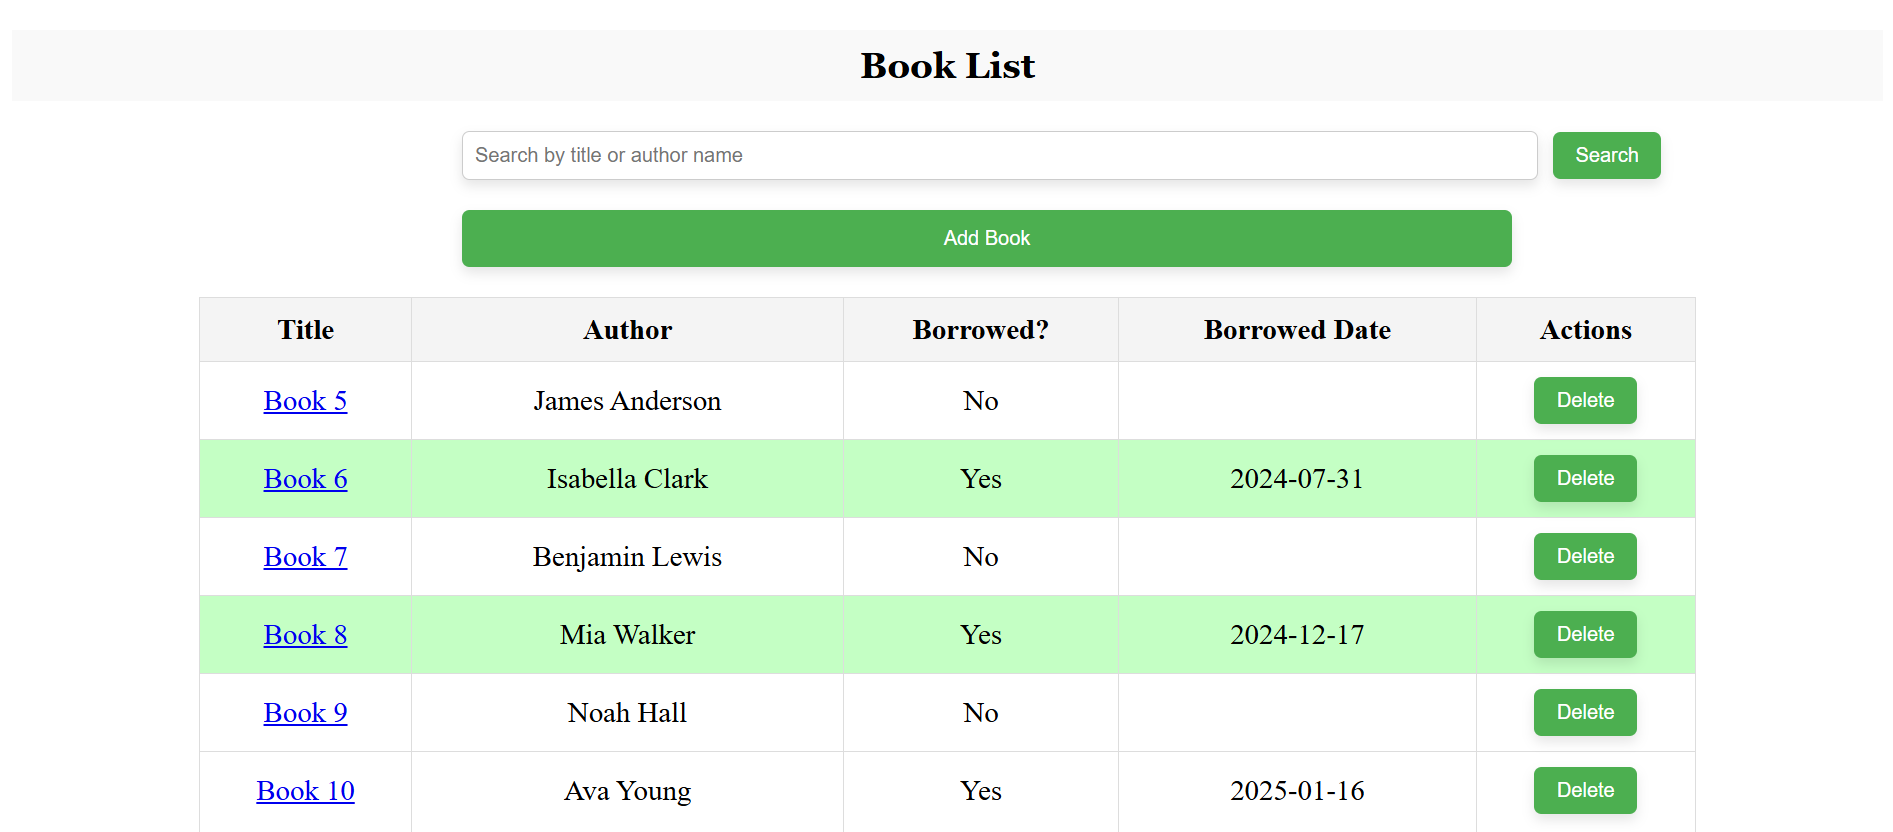 Book List
Search by title or author name Search
Add Book
Title Author Borrowed? Borrowed Date Actions
Book 5 James Anderson No Delete
Book 6 Isabella Clark Yes 2024-07-31 Delete
Book 7 Benjamin Lewis No Delete
Book 8 Mia Walker Yes 2024-12-17 Delete
Book 9 Noah Hall No Delete
Book 10 Ava Young Yes 2025-01-16 Delete